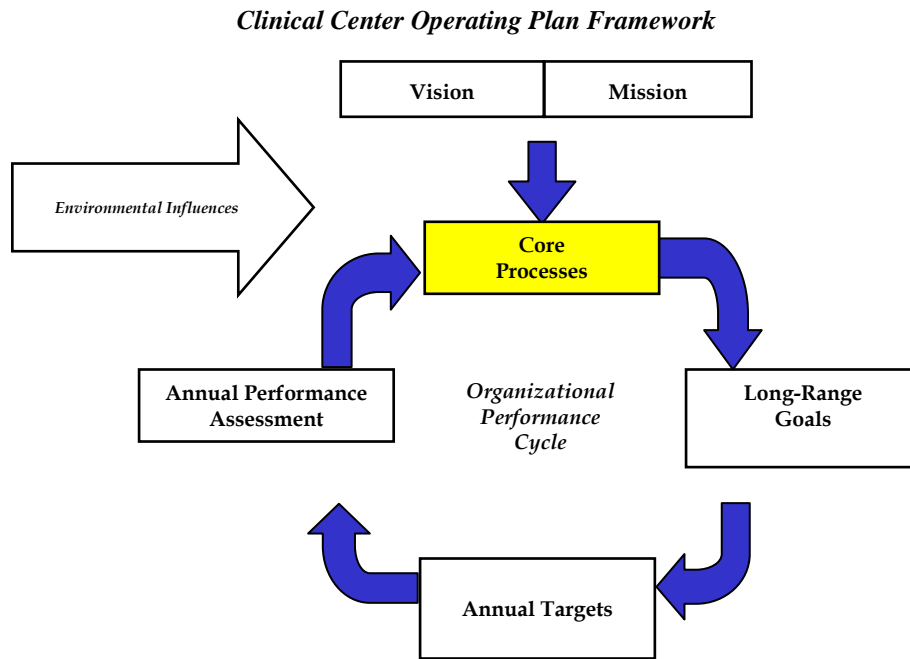 Clinical Center Operating Plan Framework
Vision
Mission
Environmental Influences
Core
Processes
Annual Performance
Assessment
Organizational
Performance
Cycle
Long-Range
Goals
Annual Targets